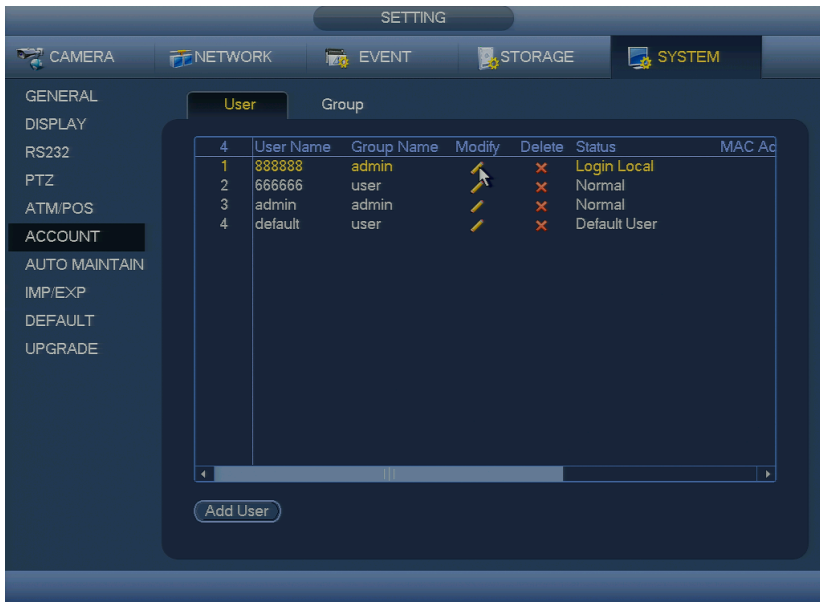 SETTING
CAMERA NETWORK EVENT STORAGE SYSTEM
GENERAL
DISPLAY
RS232
PTZ
ATM/POS
ACCOUNT
AUTO MAINTAIN
IMP/EXP
DEFAULT
UPGRADE
User Group
4 User Name Group Name Modify Delete Status MAC Ad
1 888888 admin Login Local
2 666666 user Normal
3 admin admin Normal
4 default user Default User
Add User